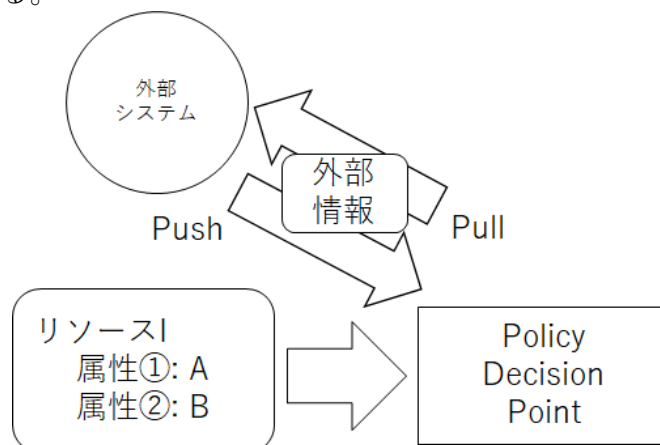 る。
外部
システム
外部
情報
Push
Pull
リソースI
属性①: A
属性②: B
Policy
Decision
Point